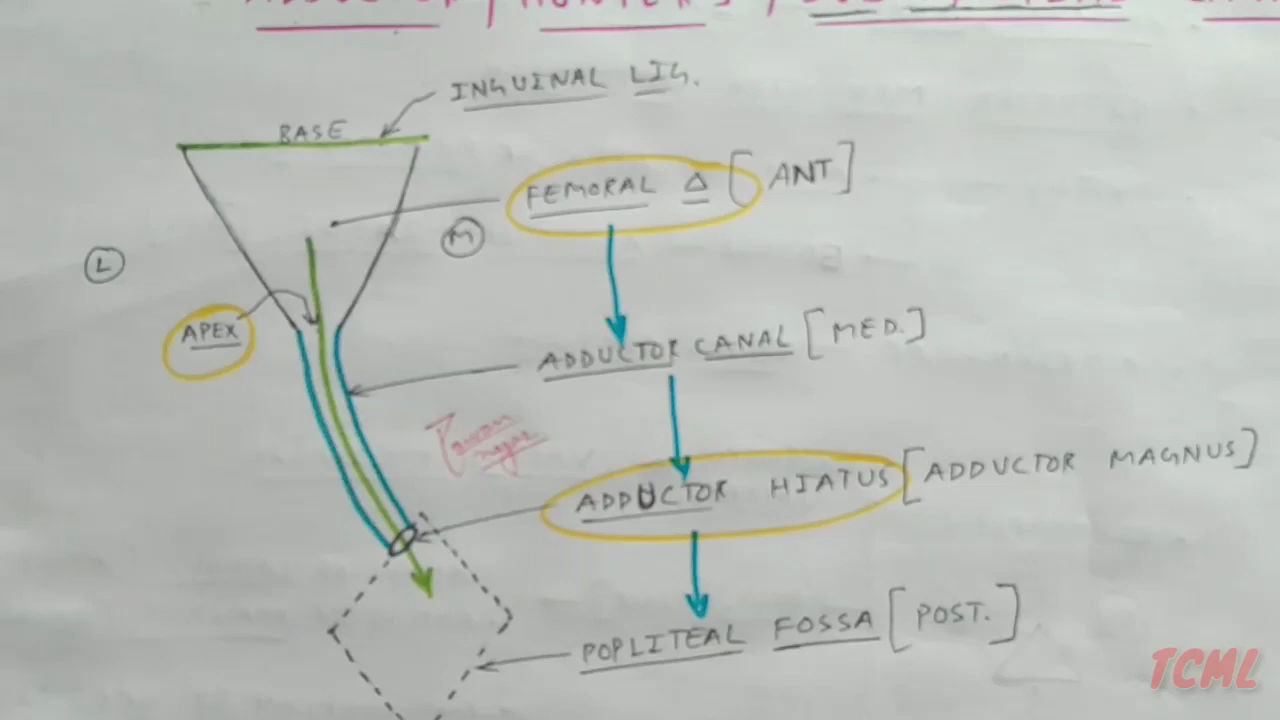 INGUINAL LIG.
BASE
FEMORAL Δ [ANT]
M
L
APEX
ADDUCTOR CANAL [MED.]
ADDUCTOR HIATUS [ADDUCTOR MAGNUS]
POPLITEAL FOSSA [POST.]
TCML